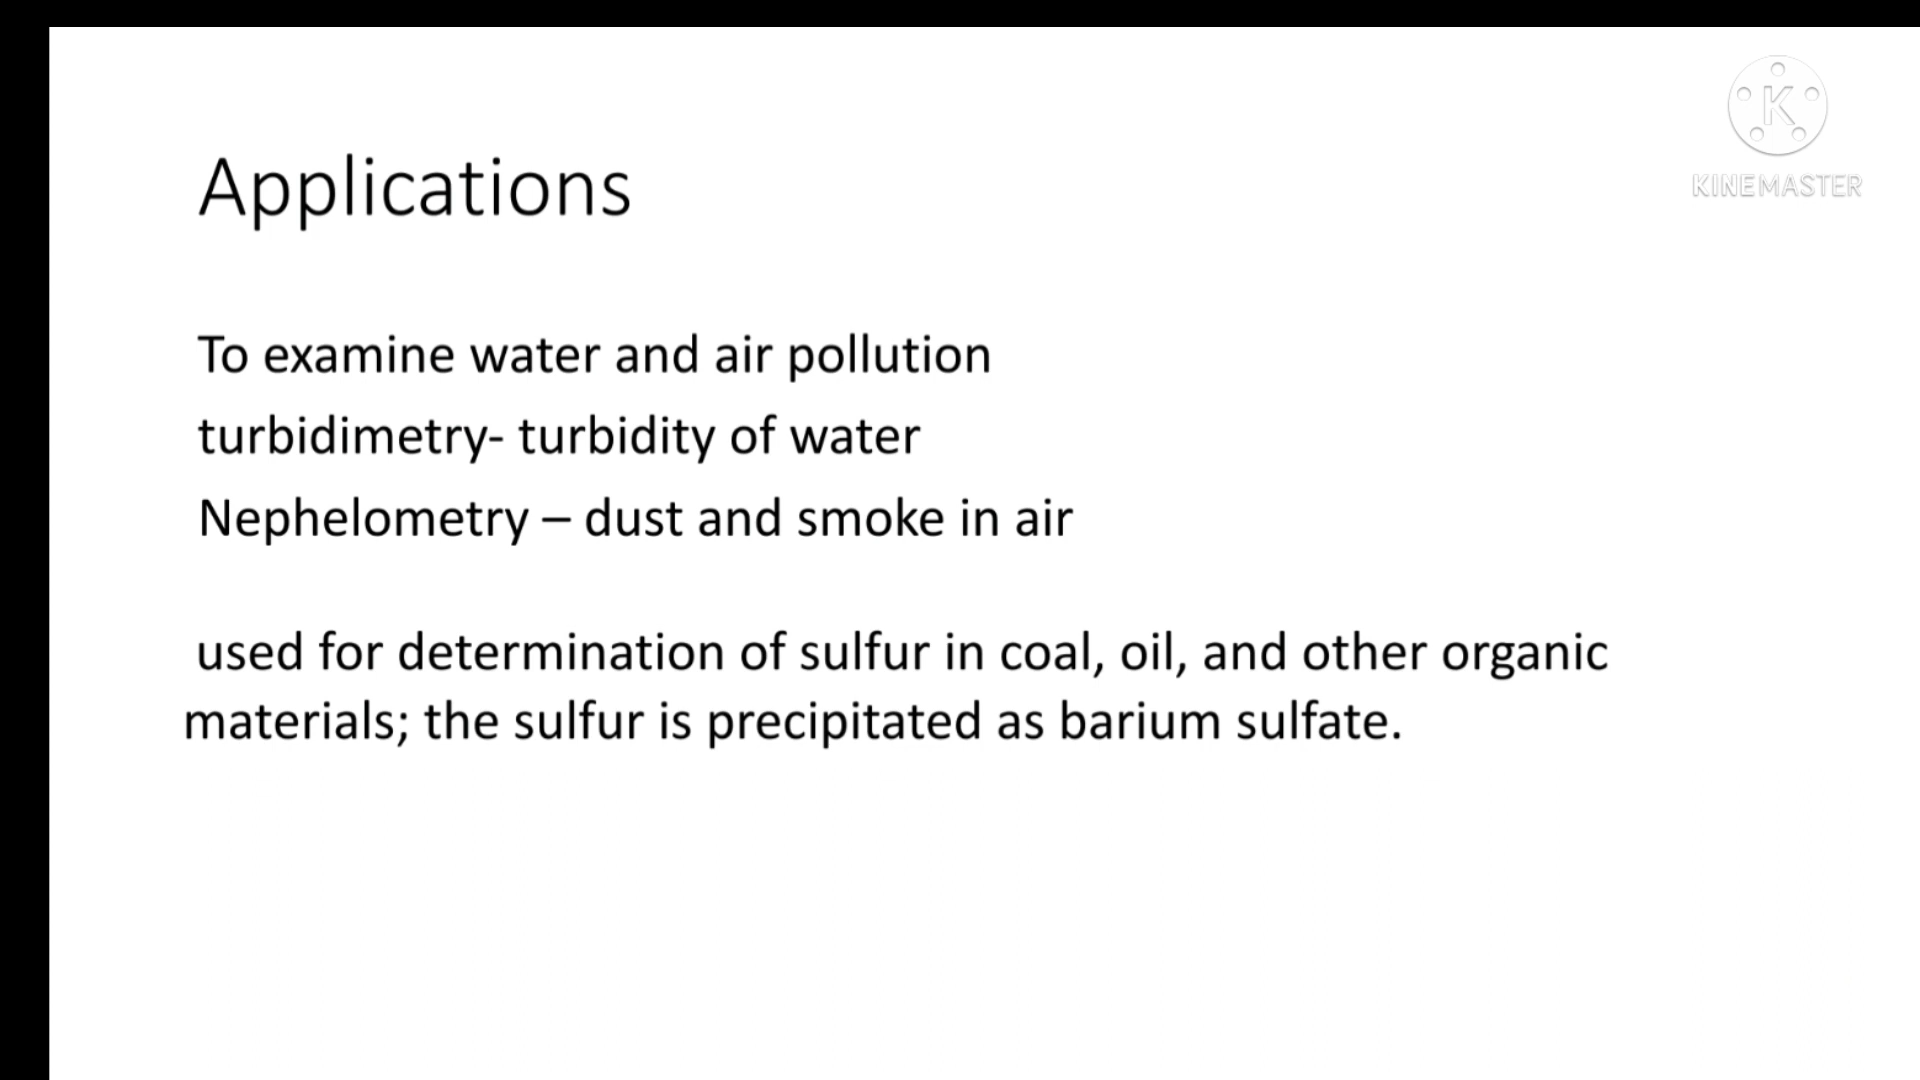 K
KINEMASTER
Applications
To examine water and air pollution
turbidimetry- turbidity of water
Nephelometry – dust and smoke in air
used for determination of sulfur in coal, oil, and other organic
materials; the sulfur is precipitated as barium sulfate.